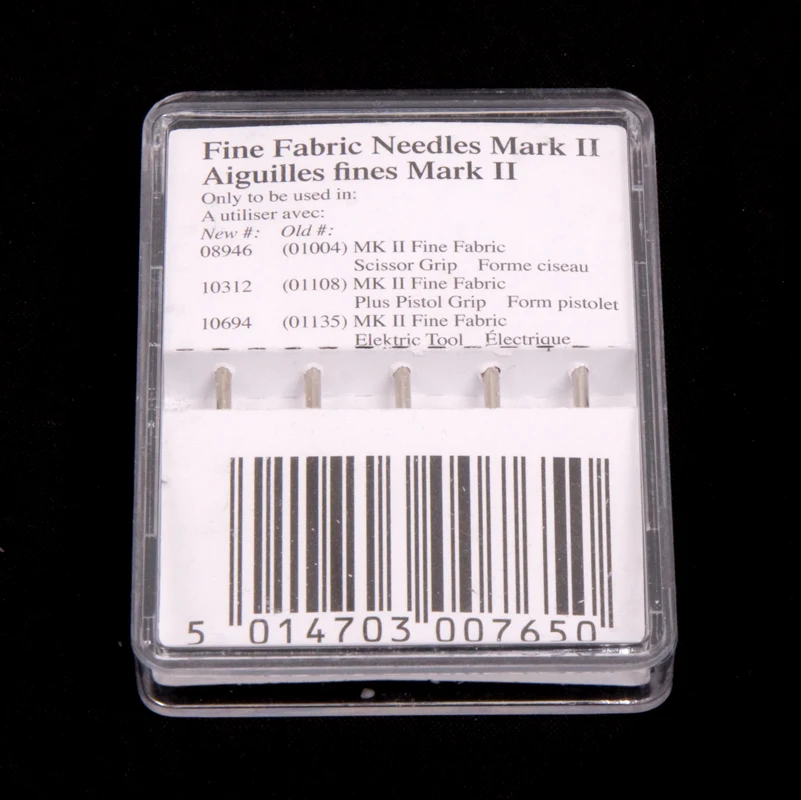 Fine Fabric Needles Mark II
Aiguilles fines Mark II
Only to be used in:
A utiliser avec:
New #: Old #:
08946 (01004) MK II Fine Fabric
Scissor Grip Forme ciseau
10312 (01108) MK II Fine Fabric
Plus Pistol Grip Form pistolet
10694 (01135) MK II Fine Fabric
Elektric Tool Électrique
5 014703 007650